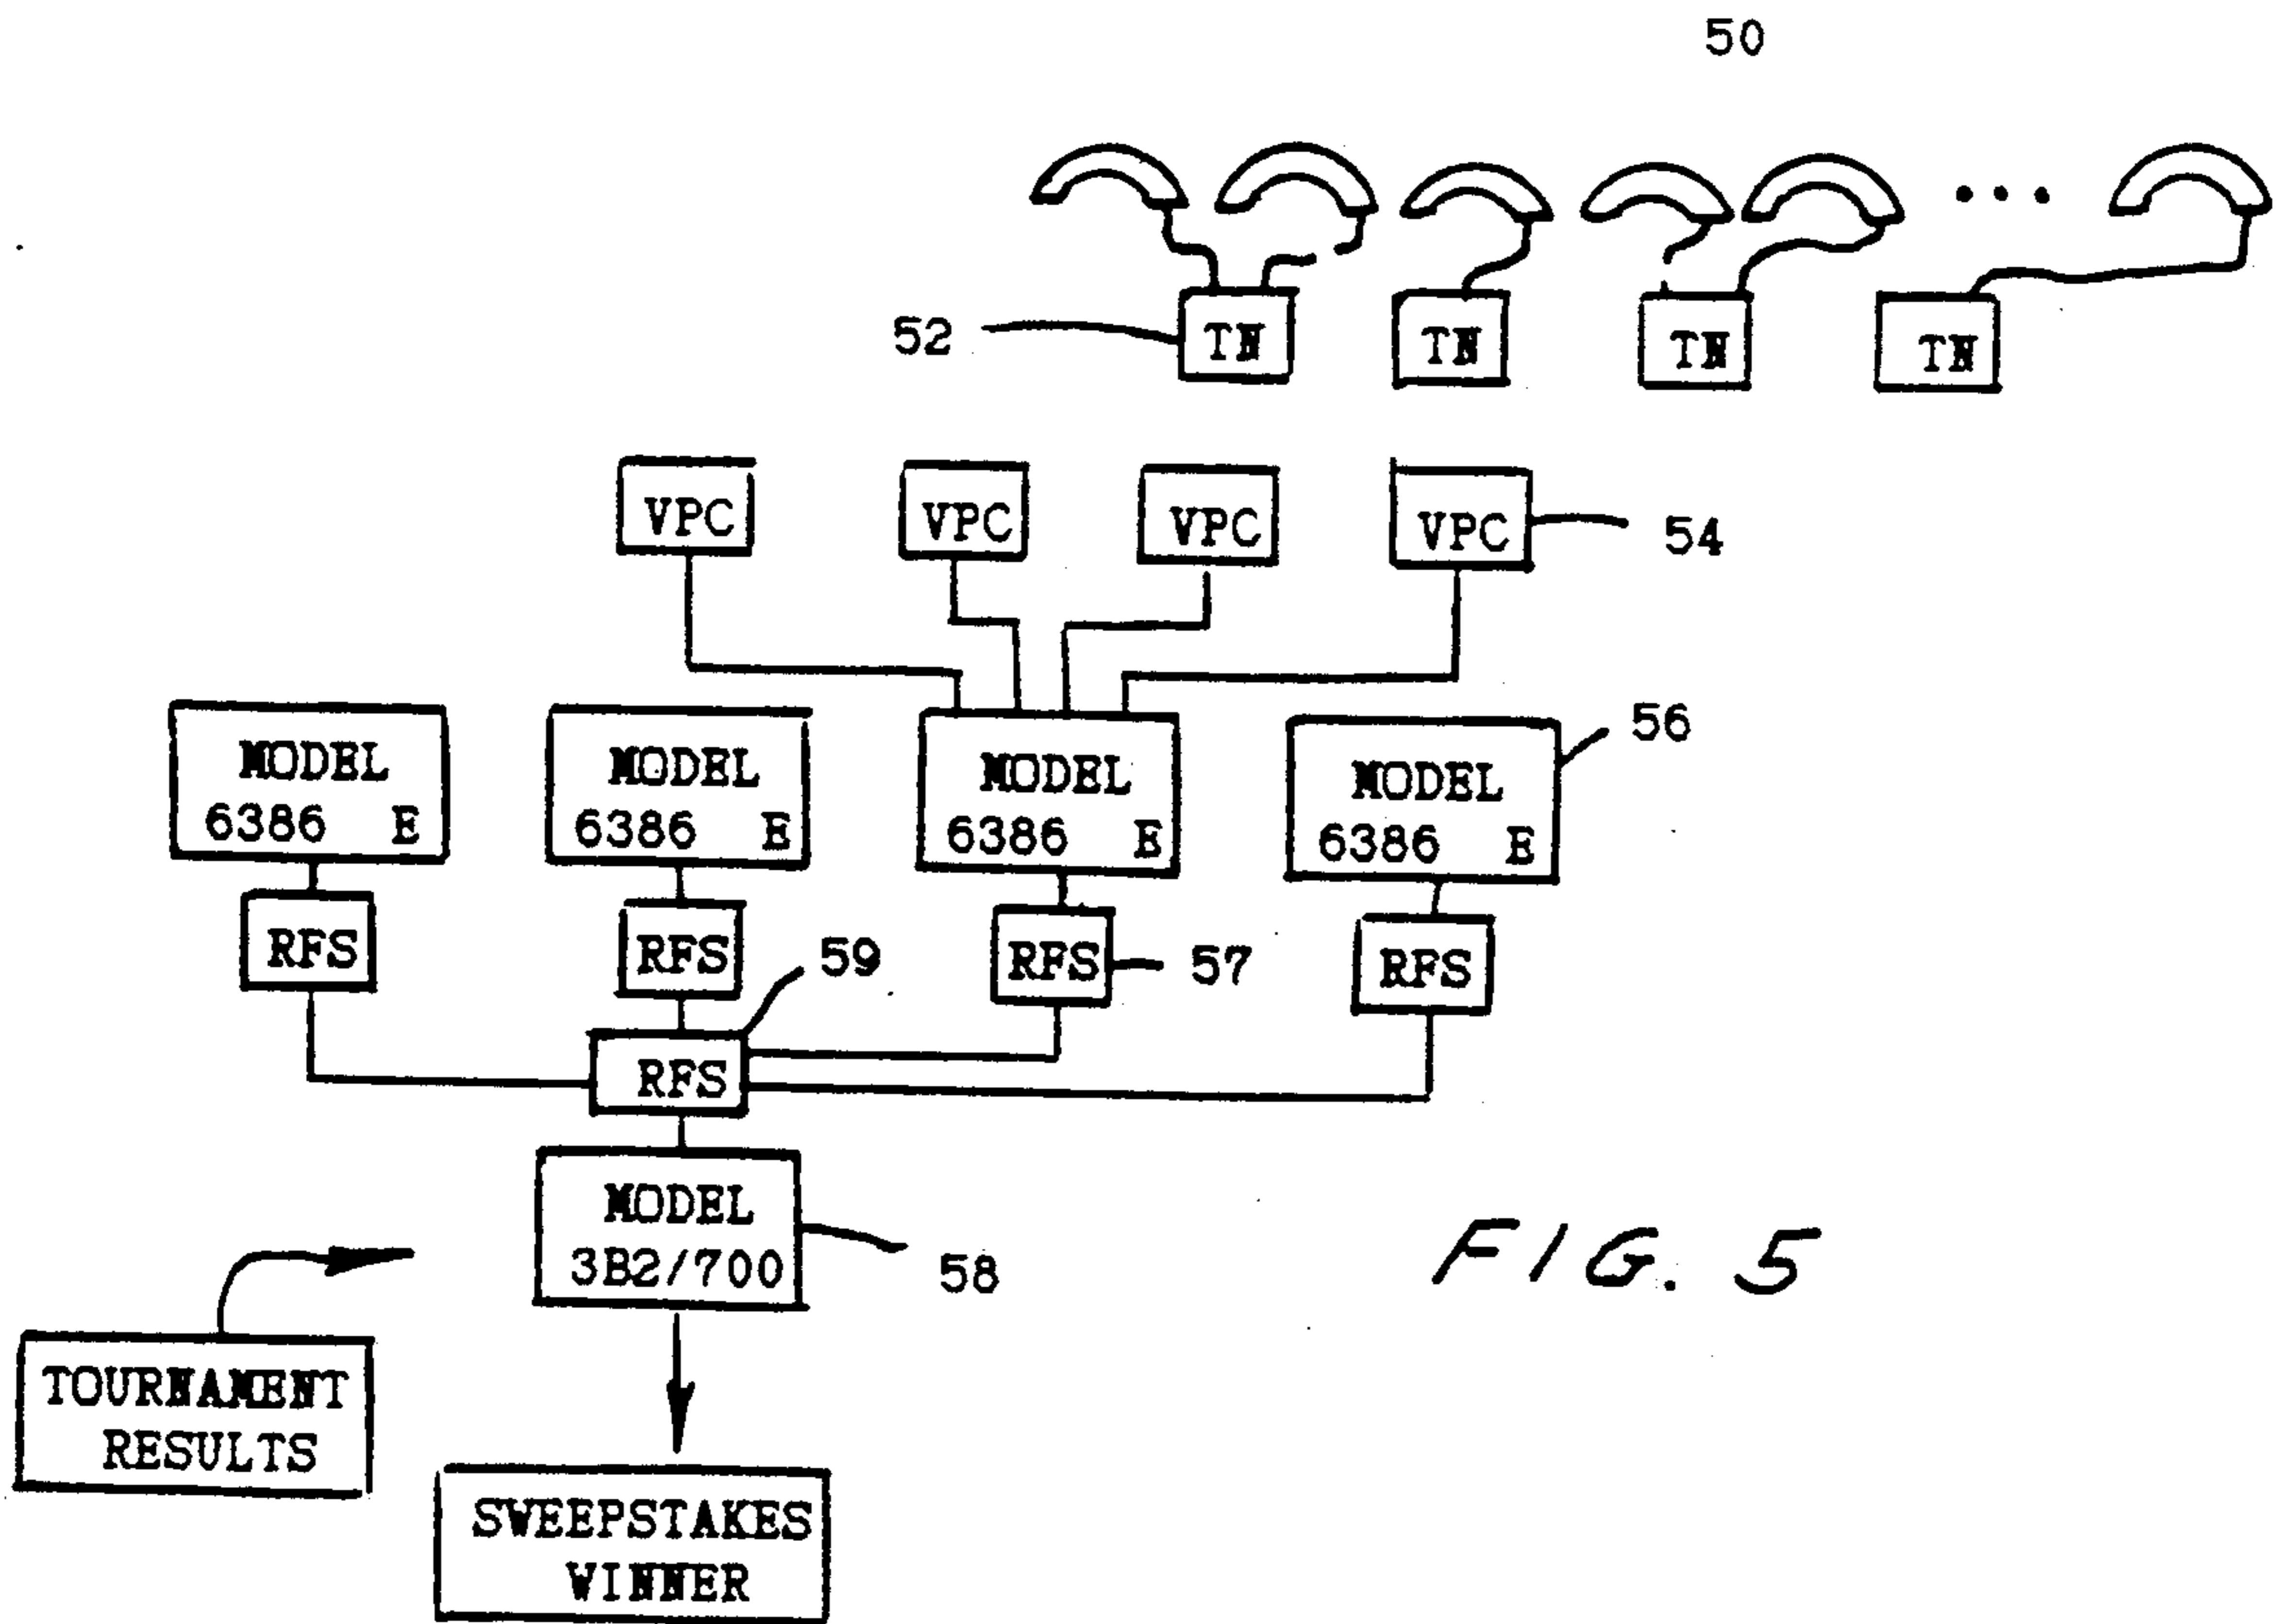 50
52
TN
TN
TN
TN
VPC
VPC
VPC
VPC
54
MODEL
6386 E
MODEL
6386 E
MODEL
6386 E
MODEL
6386 E
56
RFS
RFS
59
RFS
57
RFS
RFS
MODEL
3B2/700
58
FIG. 5
TOURNAMENT
RESULTS
SWEEPSTAKES
WINNER